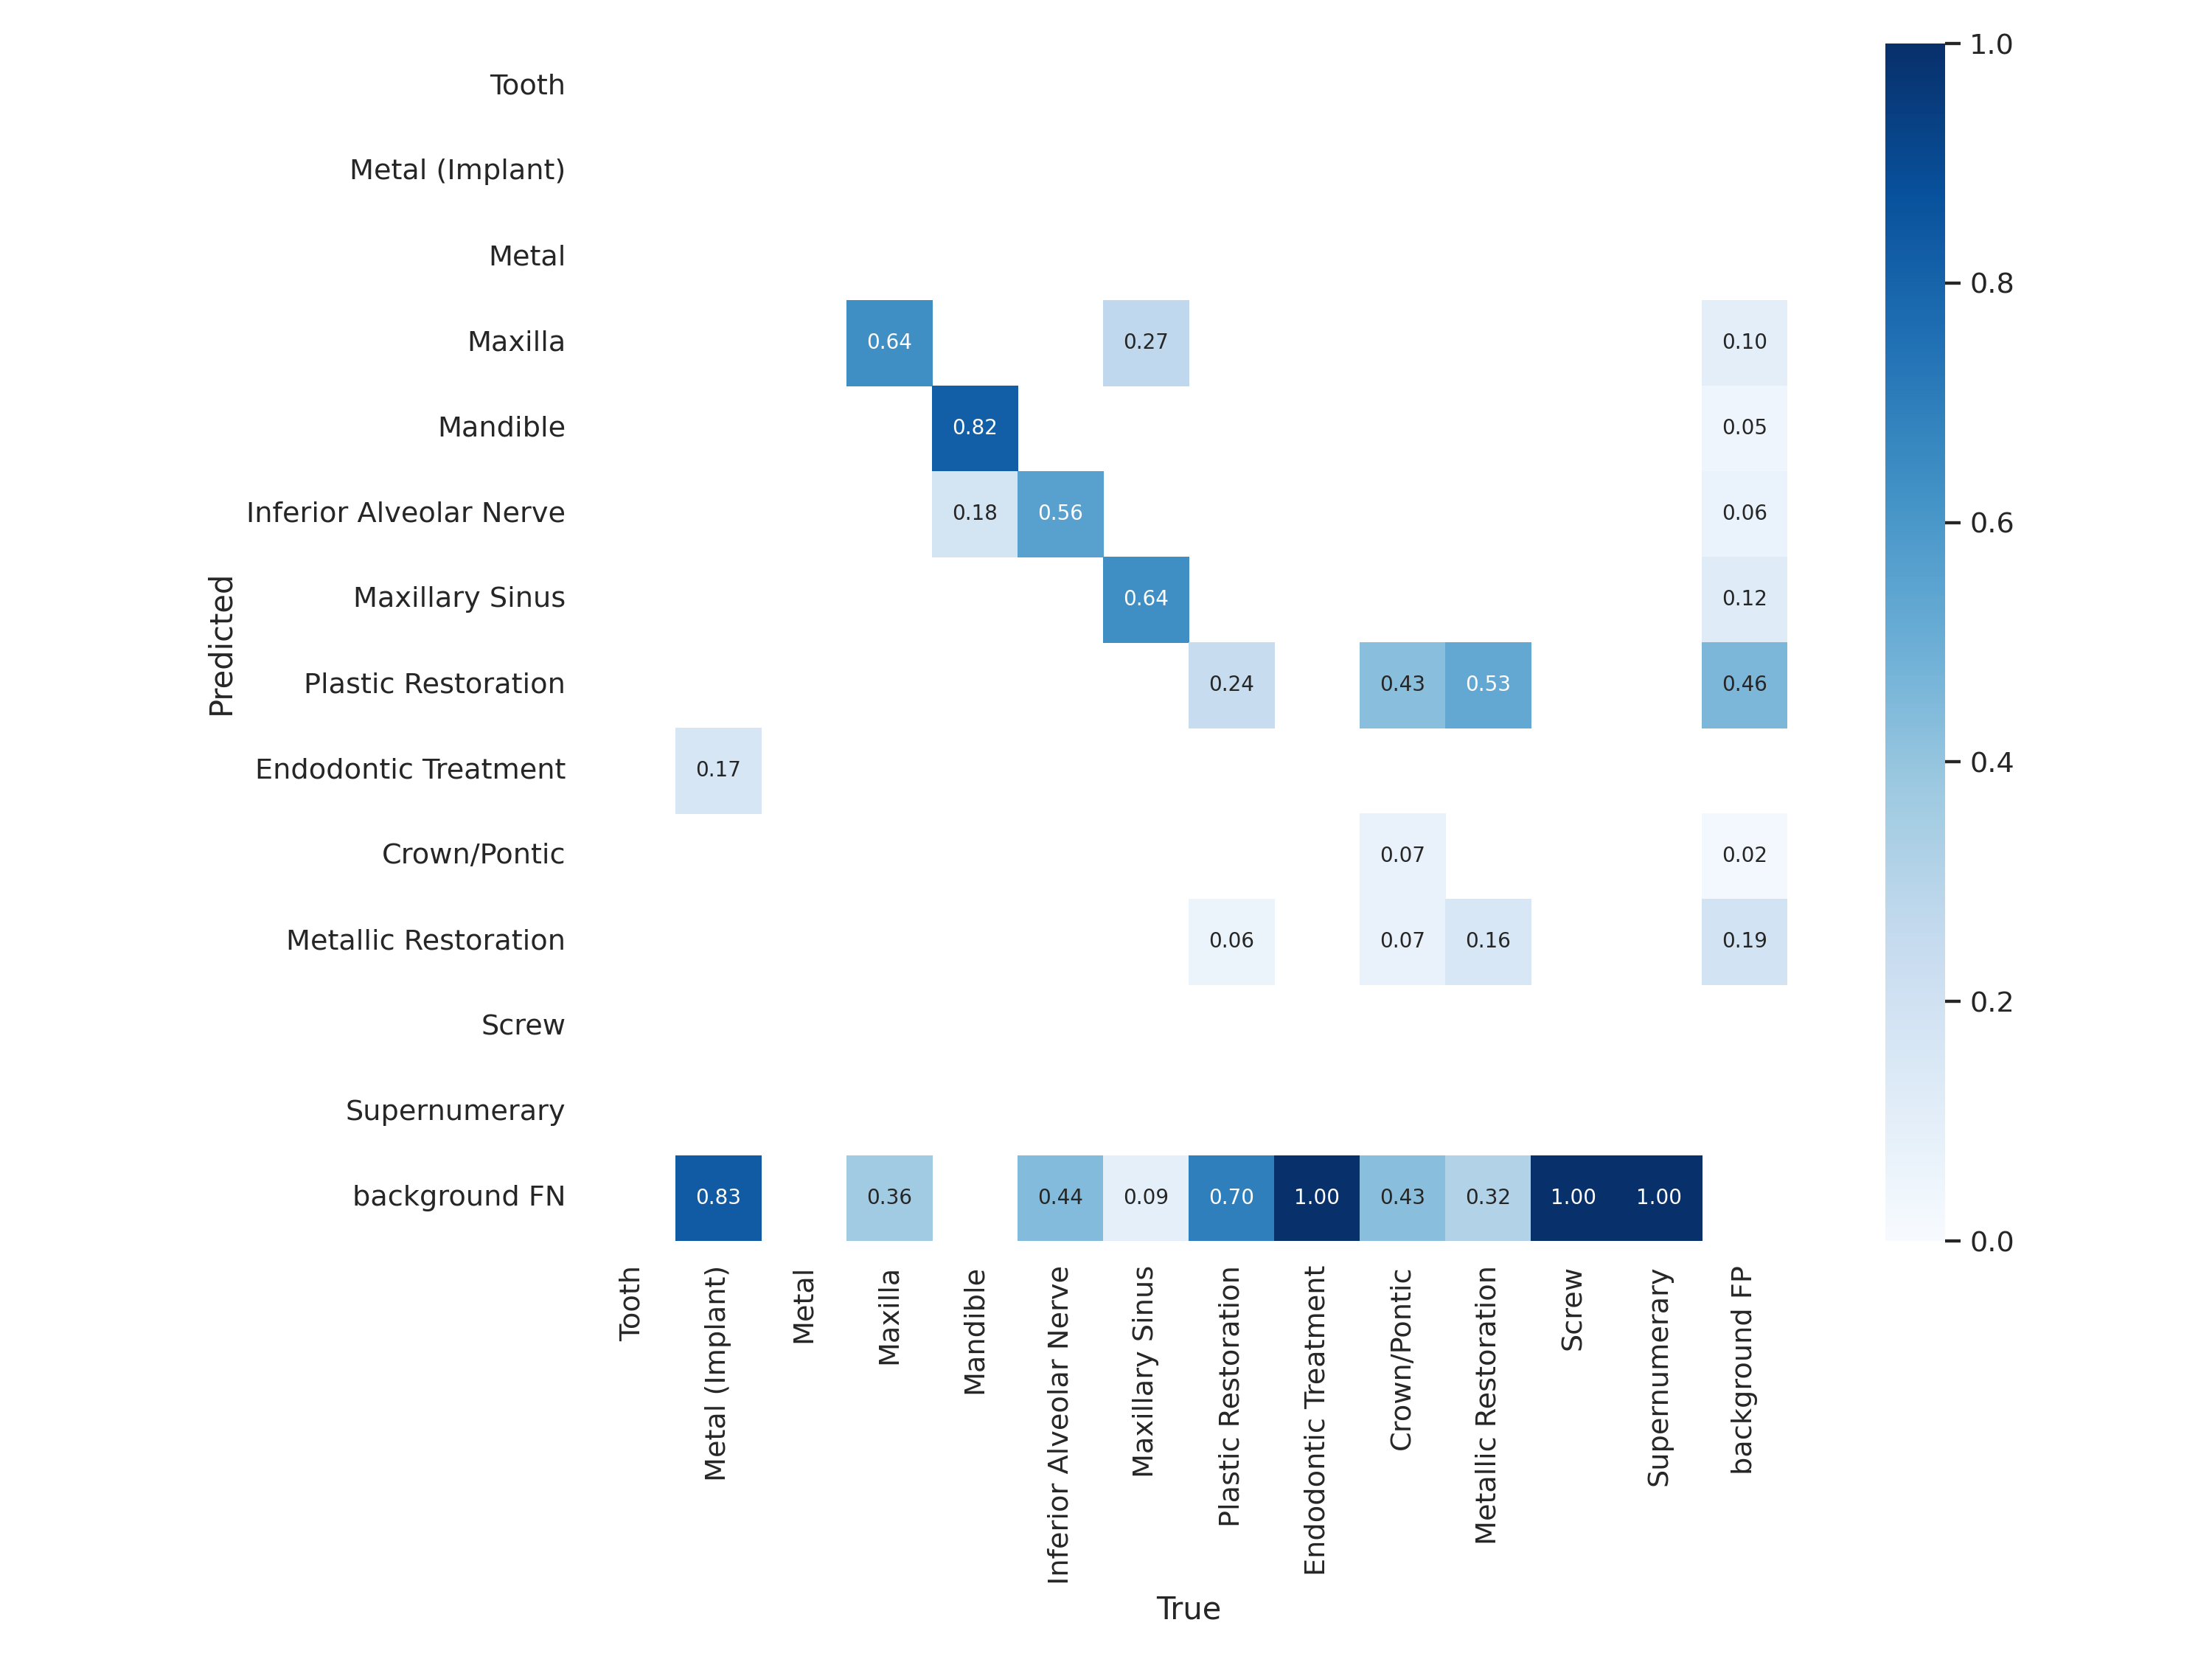 Tooth
Metal (Implant)
Metal
Maxilla 0.64 0.27 0.10
Mandible 0.82 0.05
Inferior Alveolar Nerve 0.18 0.56 0.06
Maxillary Sinus 0.64 0.12
Plastic Restoration 0.24 0.43 0.53 0.46
Endodontic Treatment 0.17
Crown/Pontic 0.07 0.02
Metallic Restoration 0.06 0.07 0.16 0.19
Screw
Supernumerary
background FN 0.83 0.36 0.44 0.09 0.70 1.00 0.43 0.32 1.00 1.00
Predicted
Tooth
Metal (Implant)
Metal
Maxilla
Mandible
Inferior Alveolar Nerve
Maxillary Sinus
Plastic Restoration
Endodontic Treatment
Crown/Pontic
Metallic Restoration
Screw
Supernumerary
background FP
True
1.0
0.8
0.6
0.4
0.2
0.0